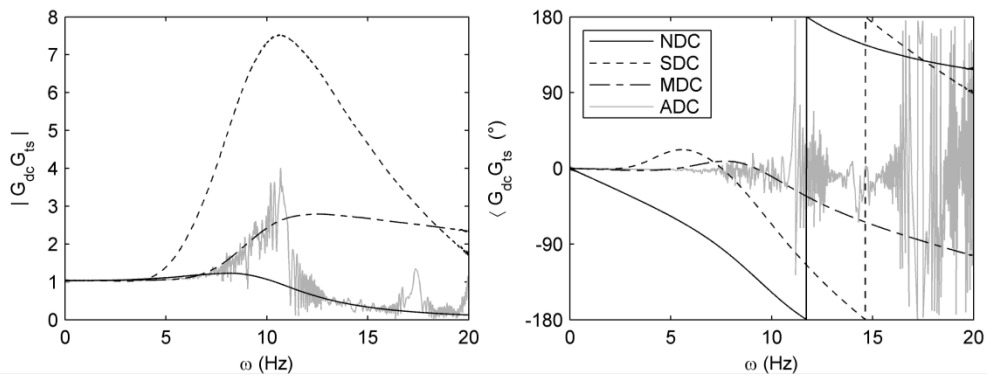 8
7
6
5
4
3
2
1
0
| G_dc G_ts |
0 5 10 15 20
ω (Hz)
180
90
0
-90
-180
⟨ G_dc G_ts (°)
NDC
SDC
MDC
ADC
0 5 10 15 20
ω (Hz)